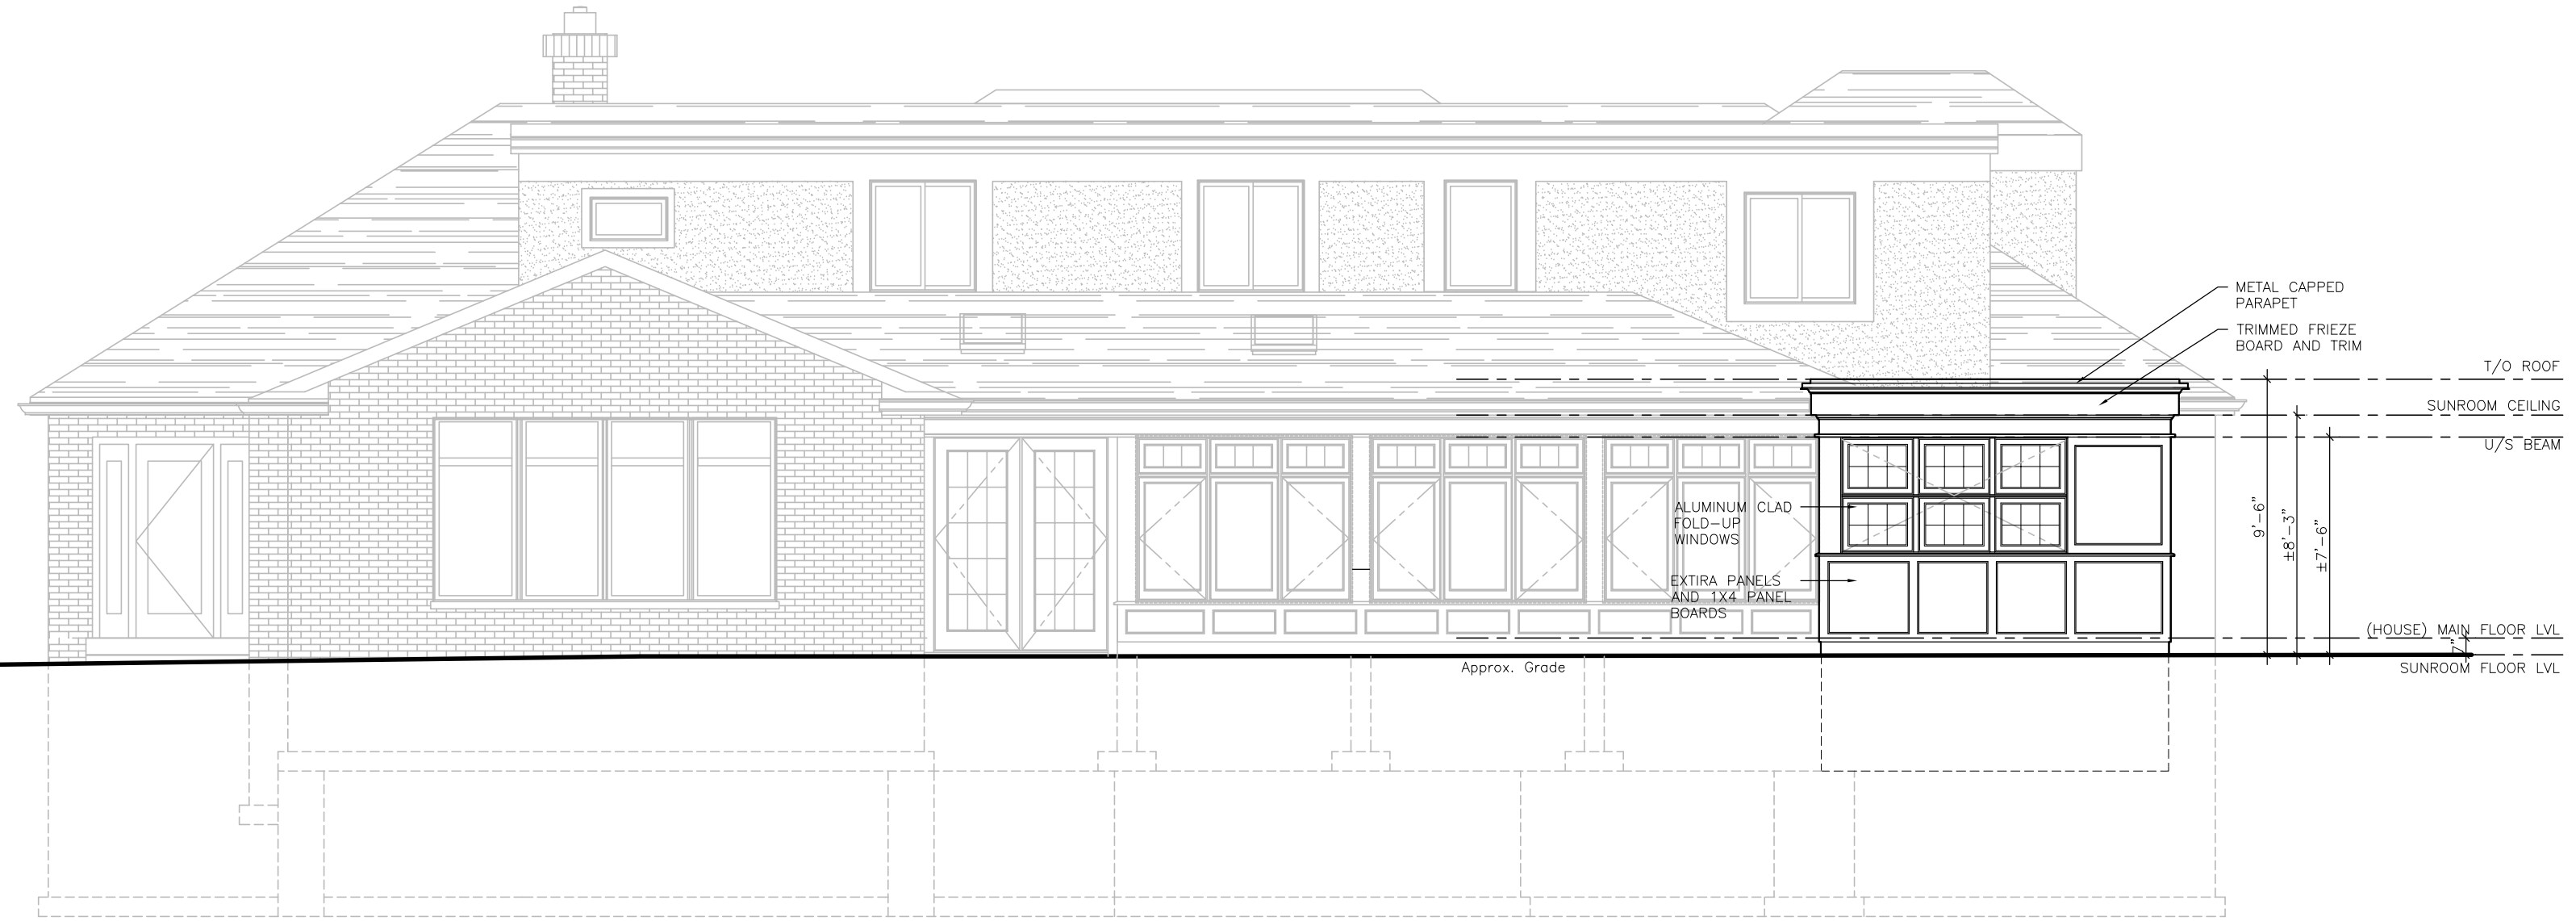 METAL CAPPED
PARAPET
TRIMMED FRIEZE
BOARD AND TRIM
T/O ROOF
SUNROOM CEILING
U/S BEAM
ALUMINUM CLAD
FOLD-UP
WINDOWS
9'-6"
±8'-3"
±7'-6"
EXTIRA PANELS
AND 1X4 PANEL
BOARDS
(HOUSE) MAIN FLOOR LVL
7"
Approx. Grade
SUNROOM FLOOR LVL